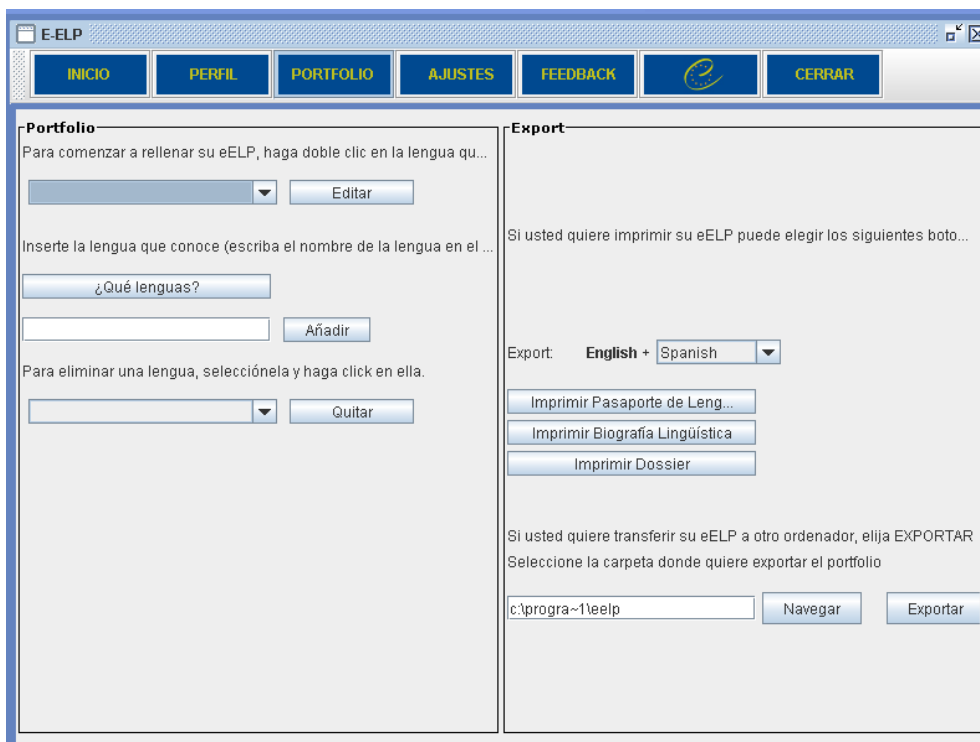 E-ELP
INICIO PERFIL PORTFOLIO AJUSTES FEEDBACK CERRAR
Portfolio
Para comenzar a rellenar su eELP, haga doble clic en la lengua qu...
Editar
Inserte la lengua que conoce (escriba el nombre de la lengua en el ...
¿Qué lenguas?
Añadir
Para eliminar una lengua, selecciónela y haga click en ella.
Quitar
Export
Si usted quiere imprimir su eELP puede elegir los siguientes boto...
Export: English + Spanish
Imprimir Pasaporte de Leng...
Imprimir Biografía Lingüística
Imprimir Dossier
Si usted quiere transferir su eELP a otro ordenador, elija EXPORTAR
Seleccione la carpeta donde quiere exportar el portfolio
c:\progra~1\eelp Navegar Exportar